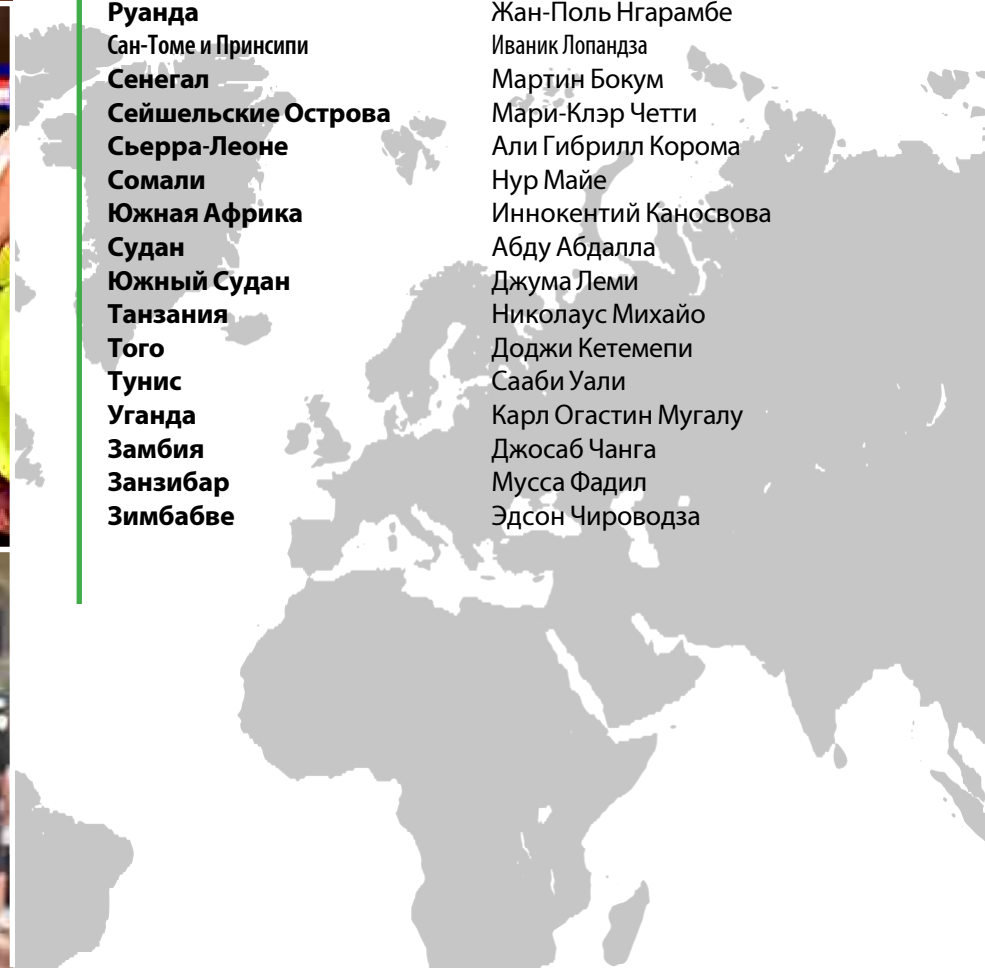 Руанда Жан-Поль Нгарамбе
Сан-Томе и Принсипи Иваник Лопандза
Сенегал Мартин Бокум
Сейшельские Острова Мари-Клэр Четти
Сьерра-Леоне Али Гибрилл Корома
Сомали Нур Майе
Южная Африка Иннокентий Каносвова
Судан Абду Абдалла
Южный Судан Джума Леми
Танзания Николаус Михайо
Того Доджи Кетемепи
Тунис Сааби Уали
Уганда Карл Огастин Мугалу
Замбия Джосаб Чанга
Занзибар Мусса Фадил
Зимбабве Эдсон Чироводза